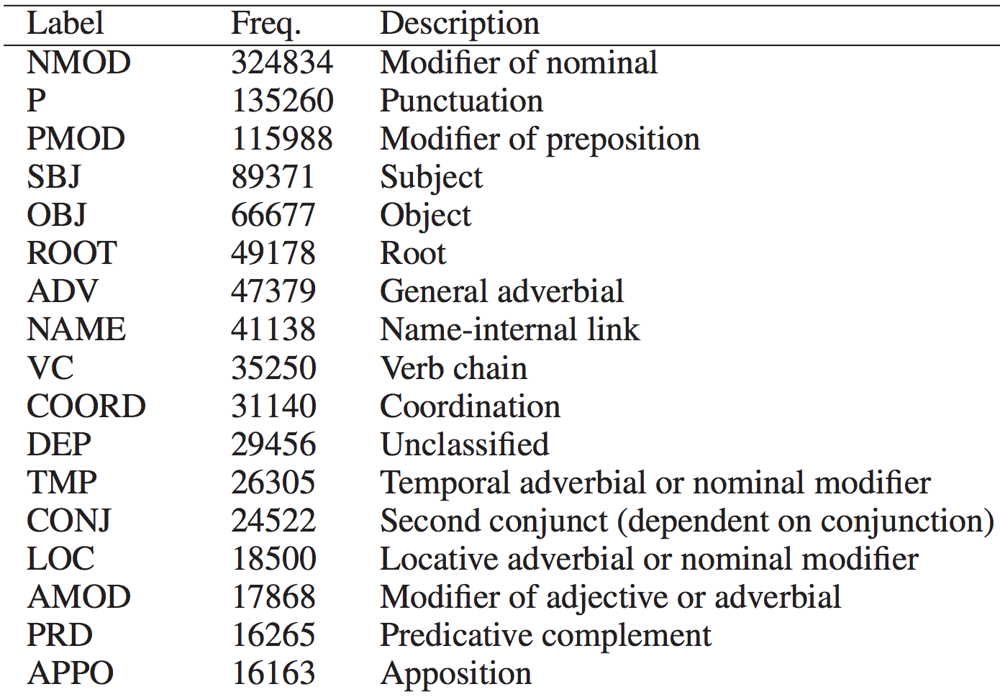 Label Freq. Description
NMOD 324834 Modifier of nominal
P 135260 Punctuation
PMOD 115988 Modifier of preposition
SBJ 89371 Subject
OBJ 66677 Object
ROOT 49178 Root
ADV 47379 General adverbial
NAME 41138 Name-internal link
VC 35250 Verb chain
COORD 31140 Coordination
DEP 29456 Unclassified
TMP 26305 Temporal adverbial or nominal modifier
CONJ 24522 Second conjunct (dependent on conjunction)
LOC 18500 Locative adverbial or nominal modifier
AMOD 17868 Modifier of adjective or adverbial
PRD 16265 Predicative complement
APPO 16163 Apposition